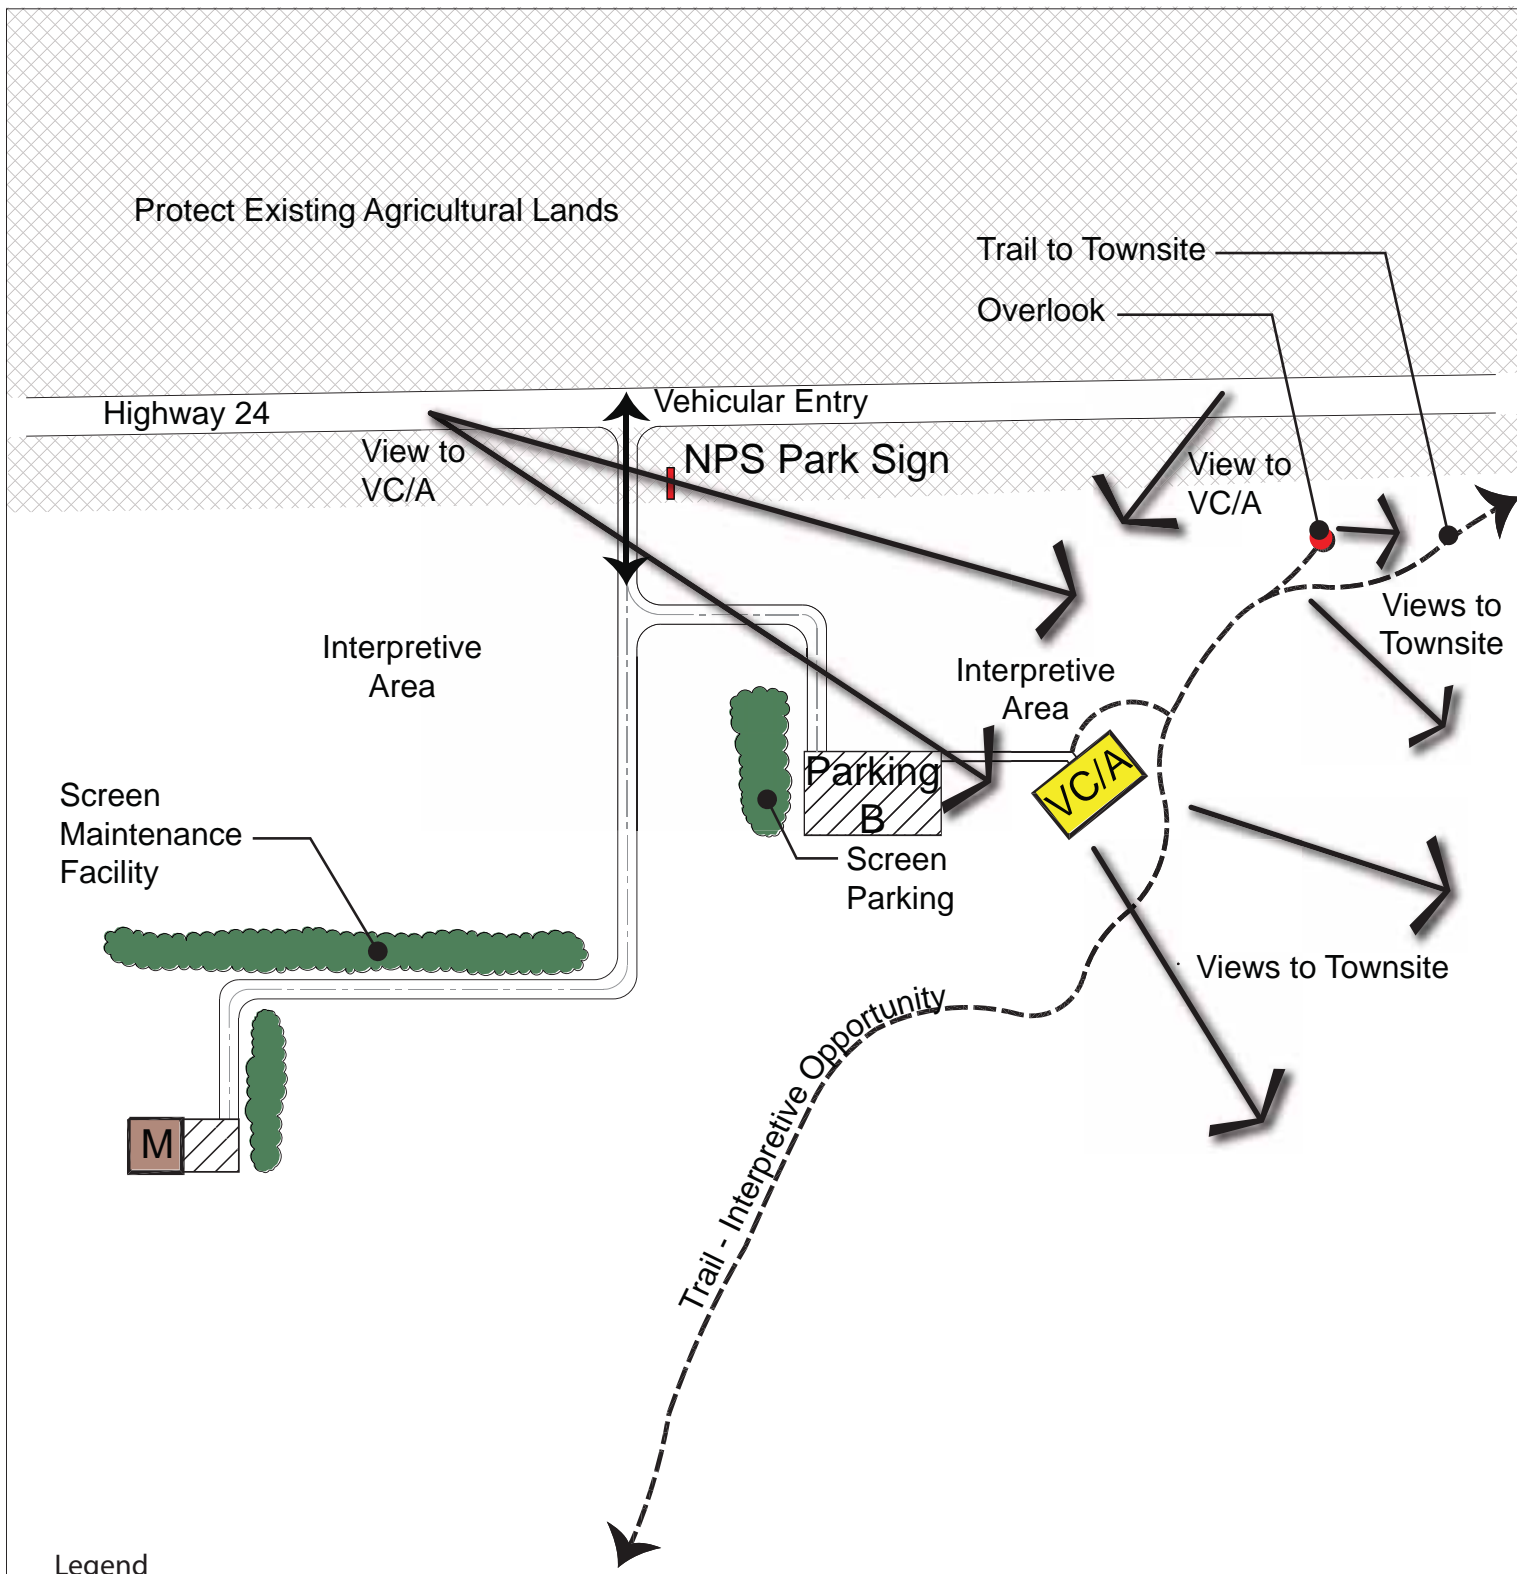 Protect Existing Agricultural Lands
Trail to Townsite
Overlook
Highway 24
Vehicular Entry
View to
VC/A
NPS Park Sign
View to
VC/A
Views to
Townsite
Interpretive
Area
Interpretive
Area
Parking
B
VC/A
Screen
Maintenance
Facility
Screen
Parking
Views to Townsite
Trail - Interpretive Opportunity
M
Legend